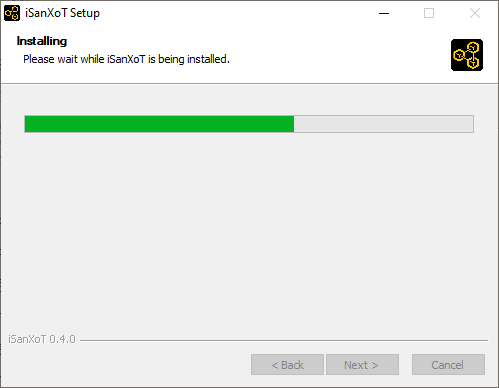 iSanXoT Setup
Installing
Please wait while iSanXoT is being installed.
iSanXoT 0.4.0
< Back
Next >
Cancel